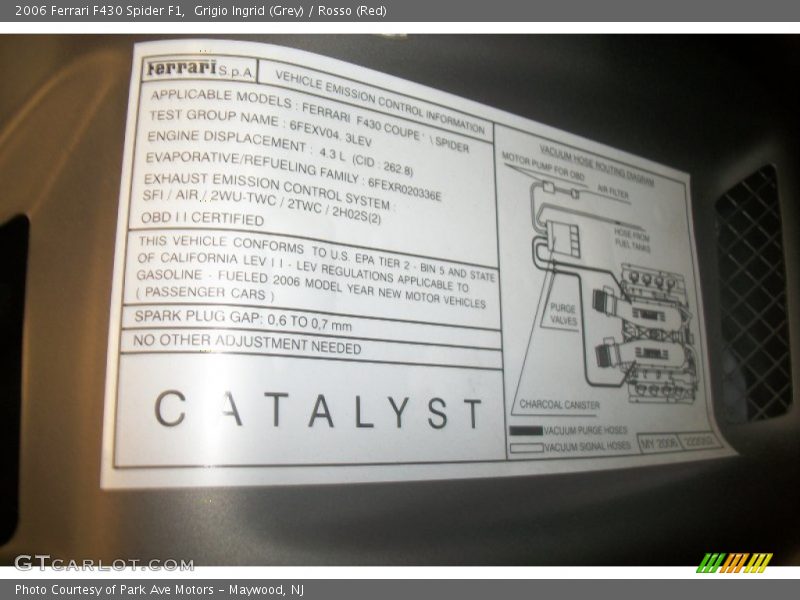 2006 Ferrari F430 Spider F1,  Grigio Ingrid (Grey) / Rosso (Red)
Ferrari S.p.A.
VEHICLE EMISSION CONTROL INFORMATION
APPLICABLE MODELS : FERRARI F430 COUPE' \ SPIDER
TEST GROUP NAME : 6FEXV04. 3LEV
ENGINE DISPLACEMENT : 4.3 L (CID : 262.8)
EVAPORATIVE/REFUELING FAMILY : 6FEXR020336E
EXHAUST EMISSION CONTROL SYSTEM :
SFI / AIR / 2WU-TWC / 2TWC / 2HO2S(2)
OBD II CERTIFIED
THIS VEHICLE CONFORMS TO U.S. EPA TIER 2 - BIN 5 AND STATE
OF CALIFORNIA LEV II - LEV REGULATIONS APPLICABLE TO
GASOLINE - FUELED 2006 MODEL YEAR NEW MOTOR VEHICLES
( PASSENGER CARS )
SPARK PLUG GAP: 0,6 TO 0,7 mm
NO OTHER ADJUSTMENT NEEDED
CATALYST
VACUUM HOSE ROUTING DIAGRAM
MOTOR PUMP FOR OBD
AIR FILTER
HOSE FROM
FUEL TANKS
PURGE
VALVES
CHARCOAL CANISTER
VACUUM PURGE HOSES
VACUUM SIGNAL HOSES
MY 2006
GTCARLOT.COM
Photo Courtesy of Park Ave Motors - Maywood, NJ